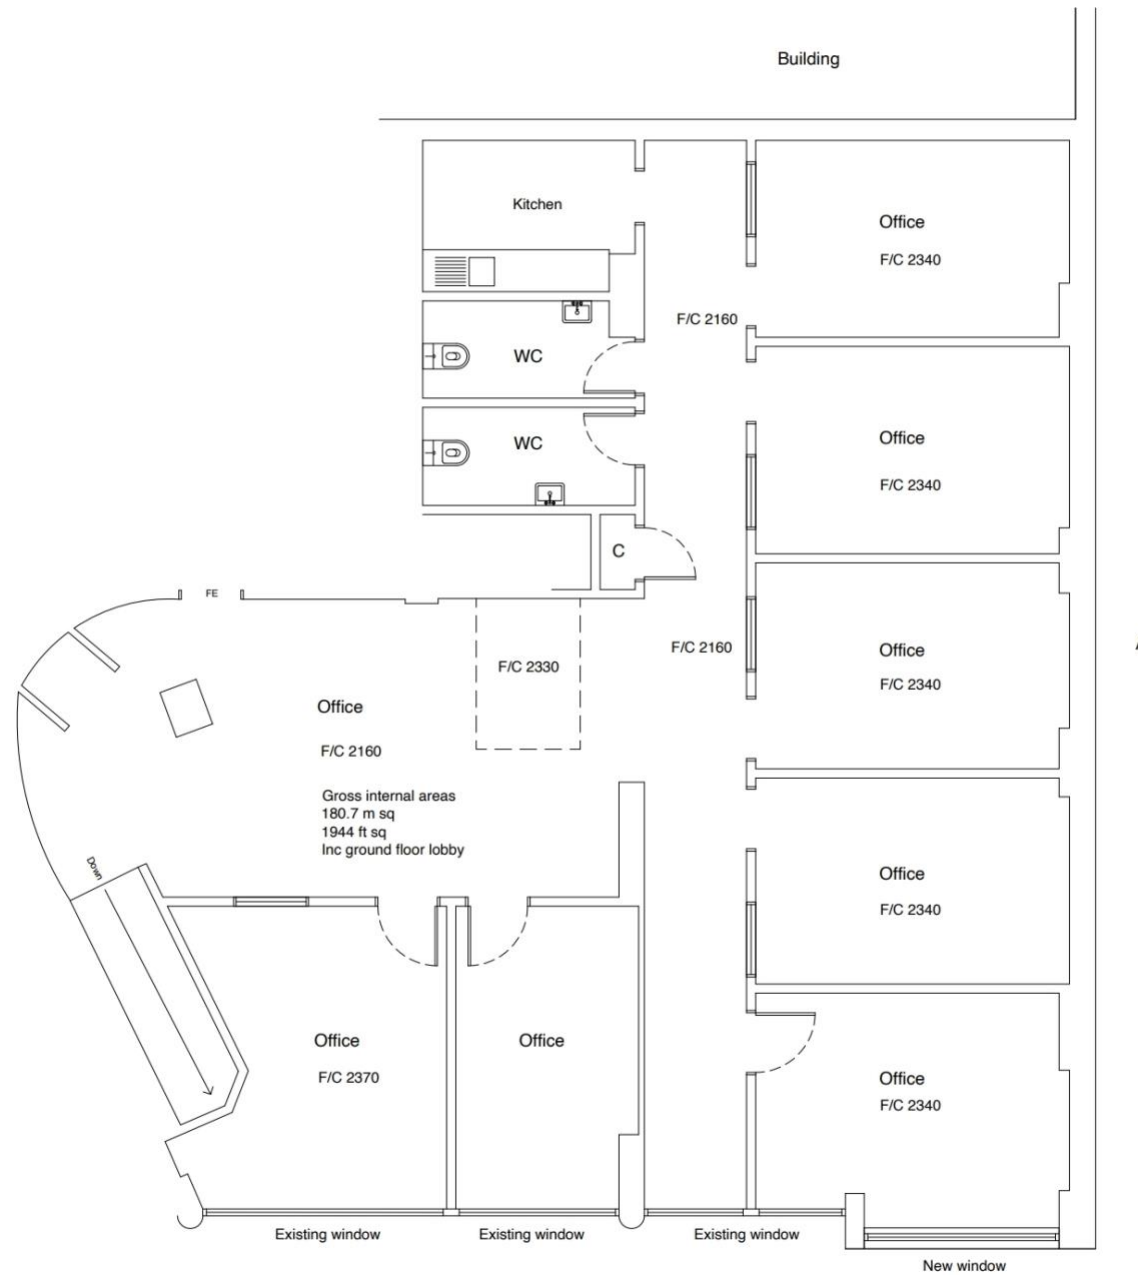 Building
Kitchen
Office
F/C 2340
F/C 2160
WC
Office
F/C 2340
WC
C
FE
F/C 2160
Office
F/C 2340
F/C 2330
Office
F/C 2160
Gross internal areas
180.7 m sq
1944 ft sq
Inc ground floor lobby
Down
Office
F/C 2340
Office
F/C 2370
Office
Office
F/C 2340
Existing window
Existing window
Existing window
New window